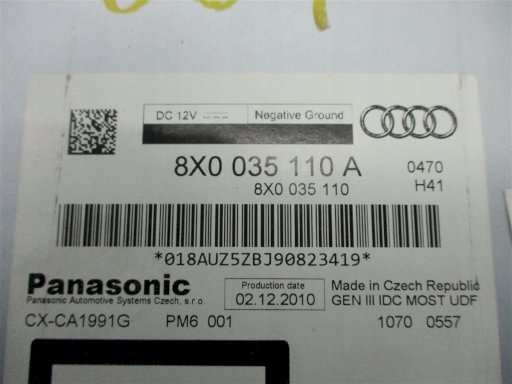 DC 12V Negative Ground
8X0 035 110 A 0470
8X0 035 110 H41
*018AUZ5ZBJ90823419*
Panasonic Production date Made in Czech Republic
Panasonic Automotive Systems Czech, s.r.o. 02.12.2010 GEN III IDC MOST UDF
CX-CA1991G PM6 001 1070 0557